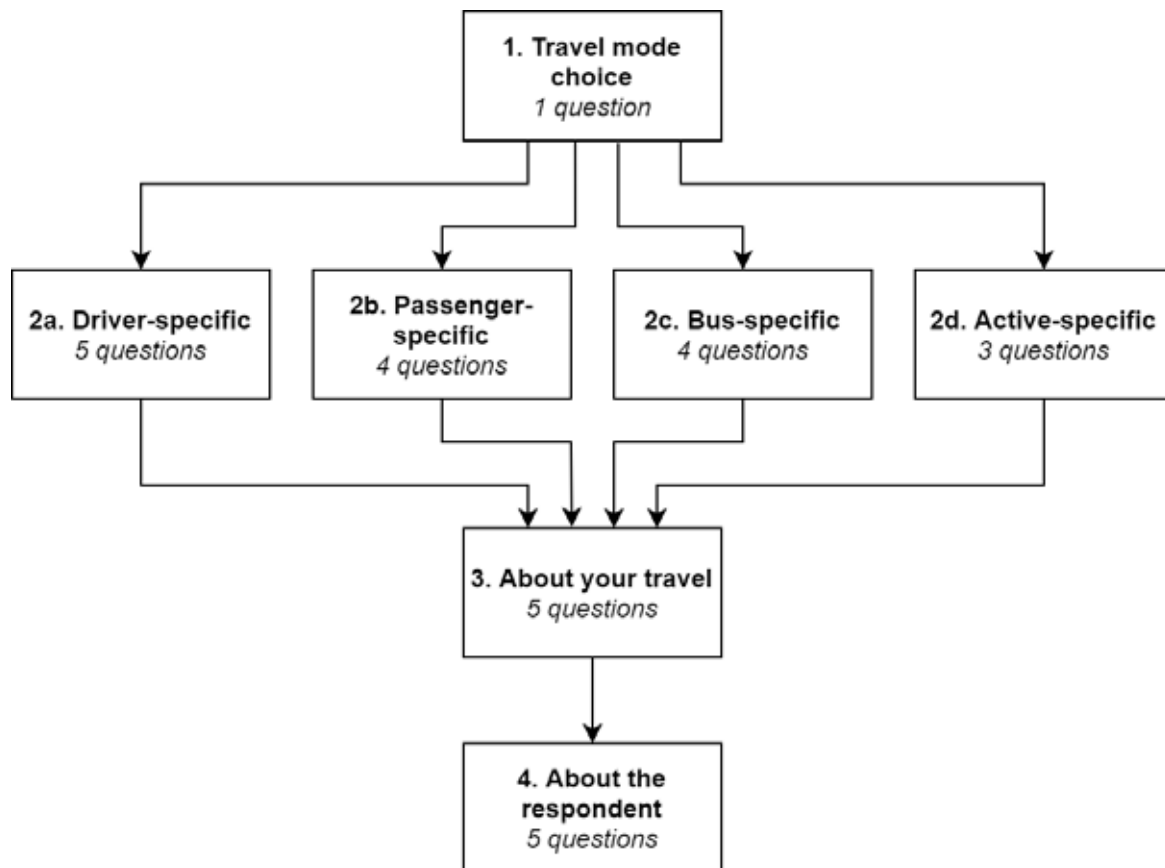 1. Travel mode
choice
1 question
2a. Driver-specific
5 questions
2b. Passenger-
specific
4 questions
2c. Bus-specific
4 questions
2d. Active-specific
3 questions
3. About your travel
5 questions
4. About the
respondent
5 questions